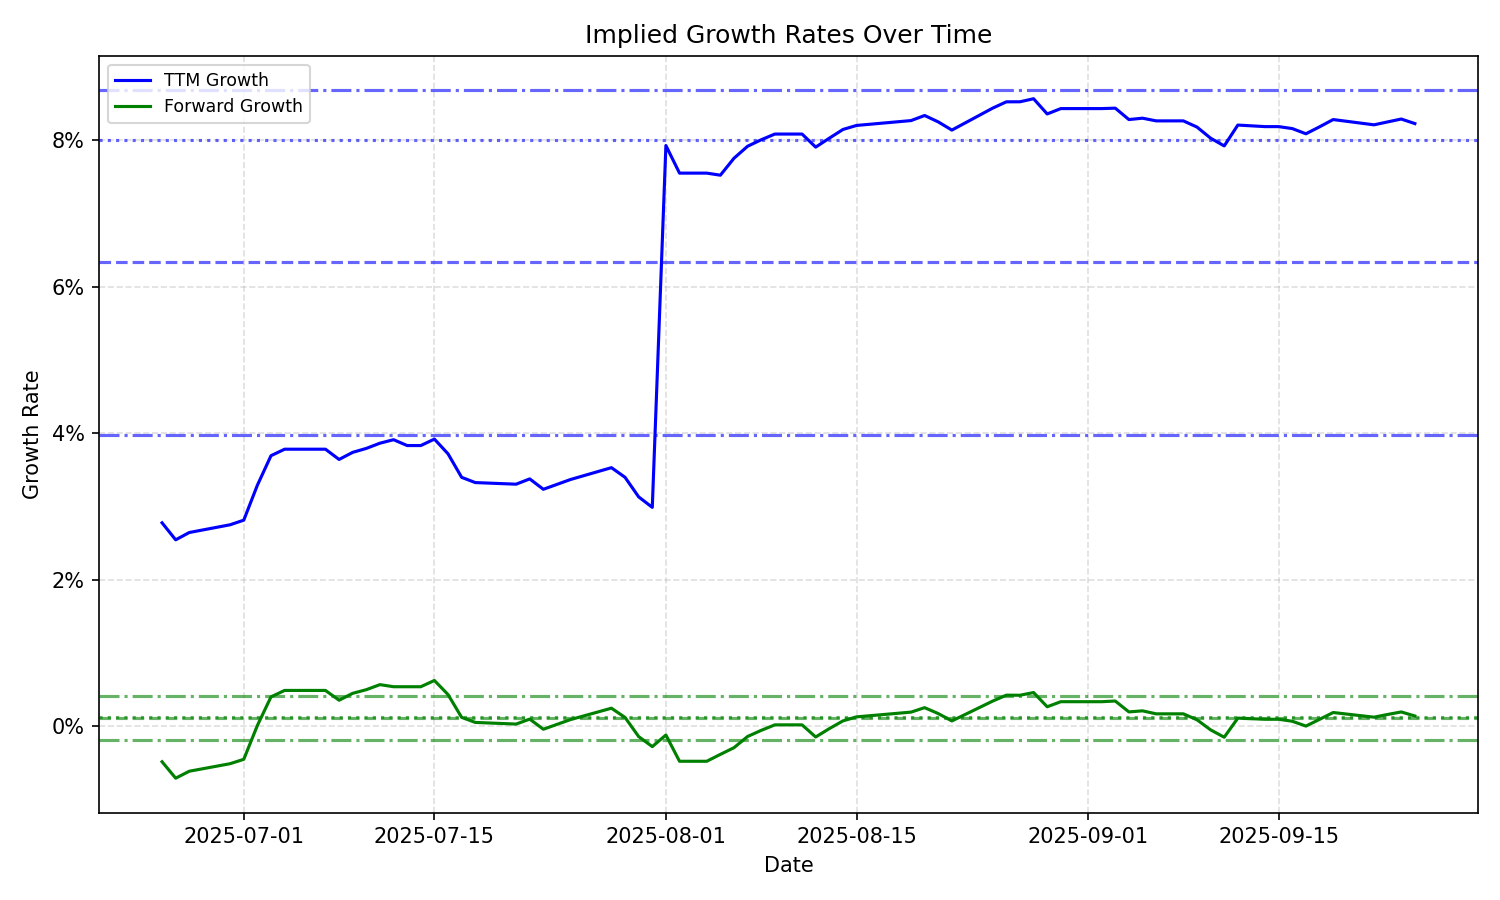 Implied Growth Rates Over Time
TTM Growth
Forward Growth
8%
6%
4%
2%
0%
Growth Rate
2025-07-01
2025-07-15
2025-08-01
2025-08-15
2025-09-01
2025-09-15
Date